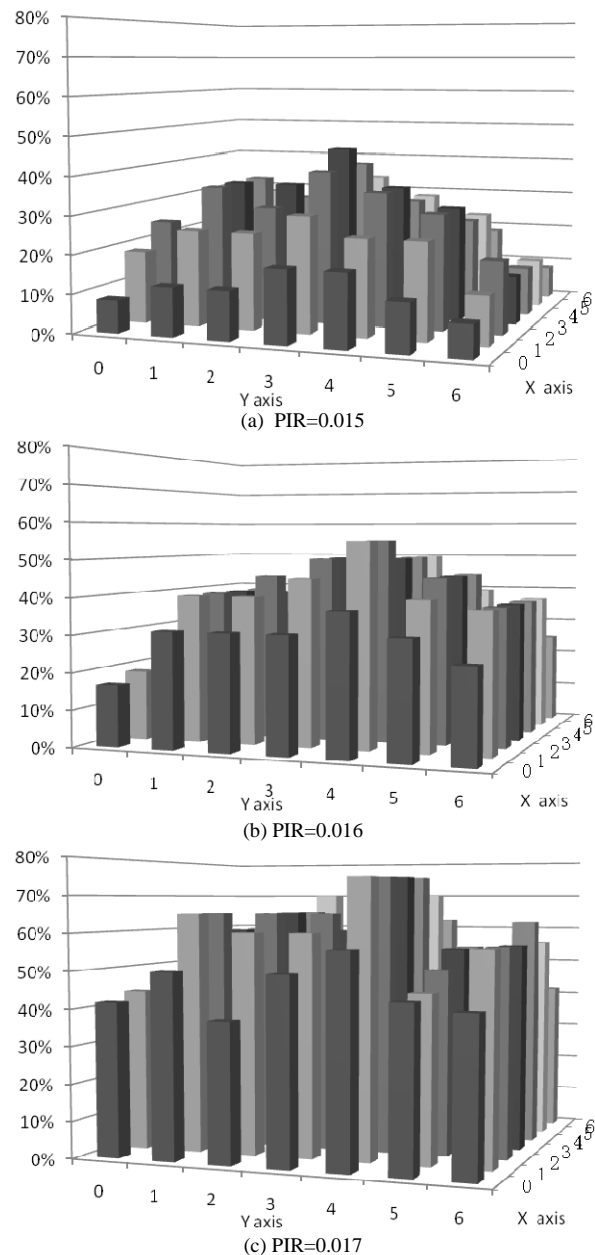 80%
70%
60%
50%
40%
30%
20%
10%
0%
0 1 2 3 4 5 6
Y axis
0 1 2 3 4 5 6
X axis
(a) PIR=0.015
80%
70%
60%
50%
40%
30%
20%
10%
0%
0 1 2 3 4 5 6
Y axis
0 1 2 3 4 5 6
X axis
(b) PIR=0.016
80%
70%
60%
50%
40%
30%
20%
10%
0%
0 1 2 3 4 5 6
Y axis
0 1 2 3 4 5 6
X axis
(c) PIR=0.017